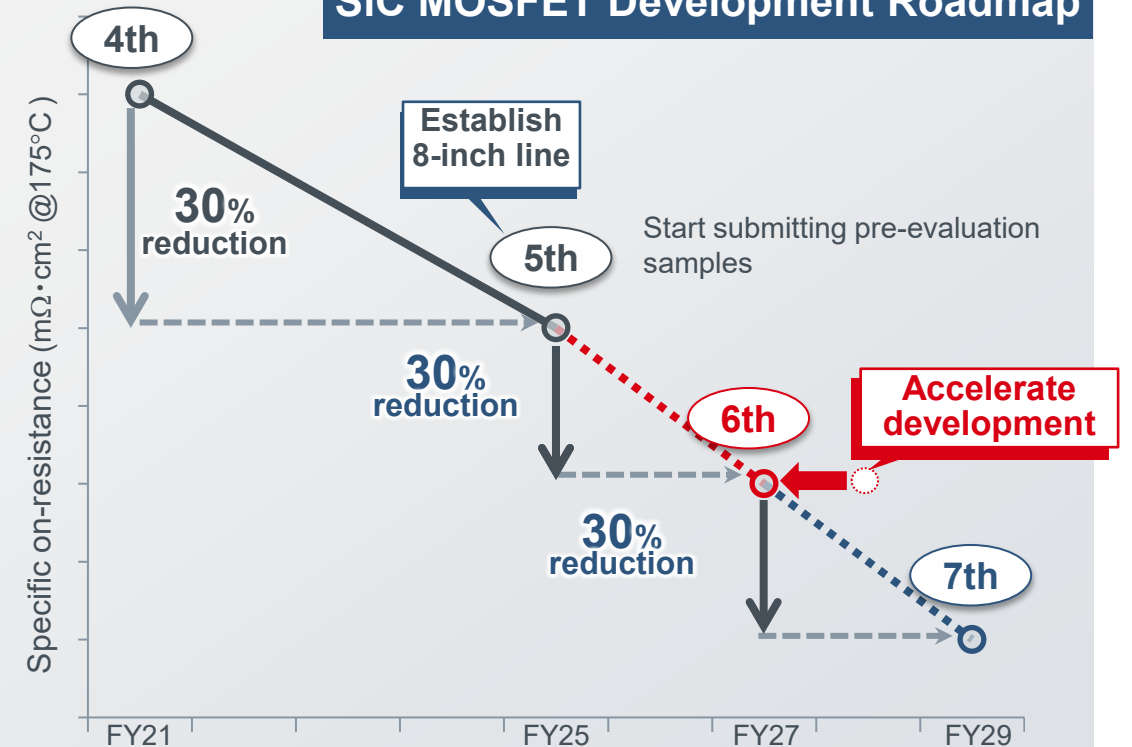 SiC MOSFET Development Roadmap
4th
Establish
8-inch line
30%
reduction
5th
Start submitting pre-evaluation
samples
Specific on-resistance (mΩ･cm² @175°C )
30%
reduction
6th
Accelerate
development
30%
reduction
7th
FY21
FY25
FY27
FY29